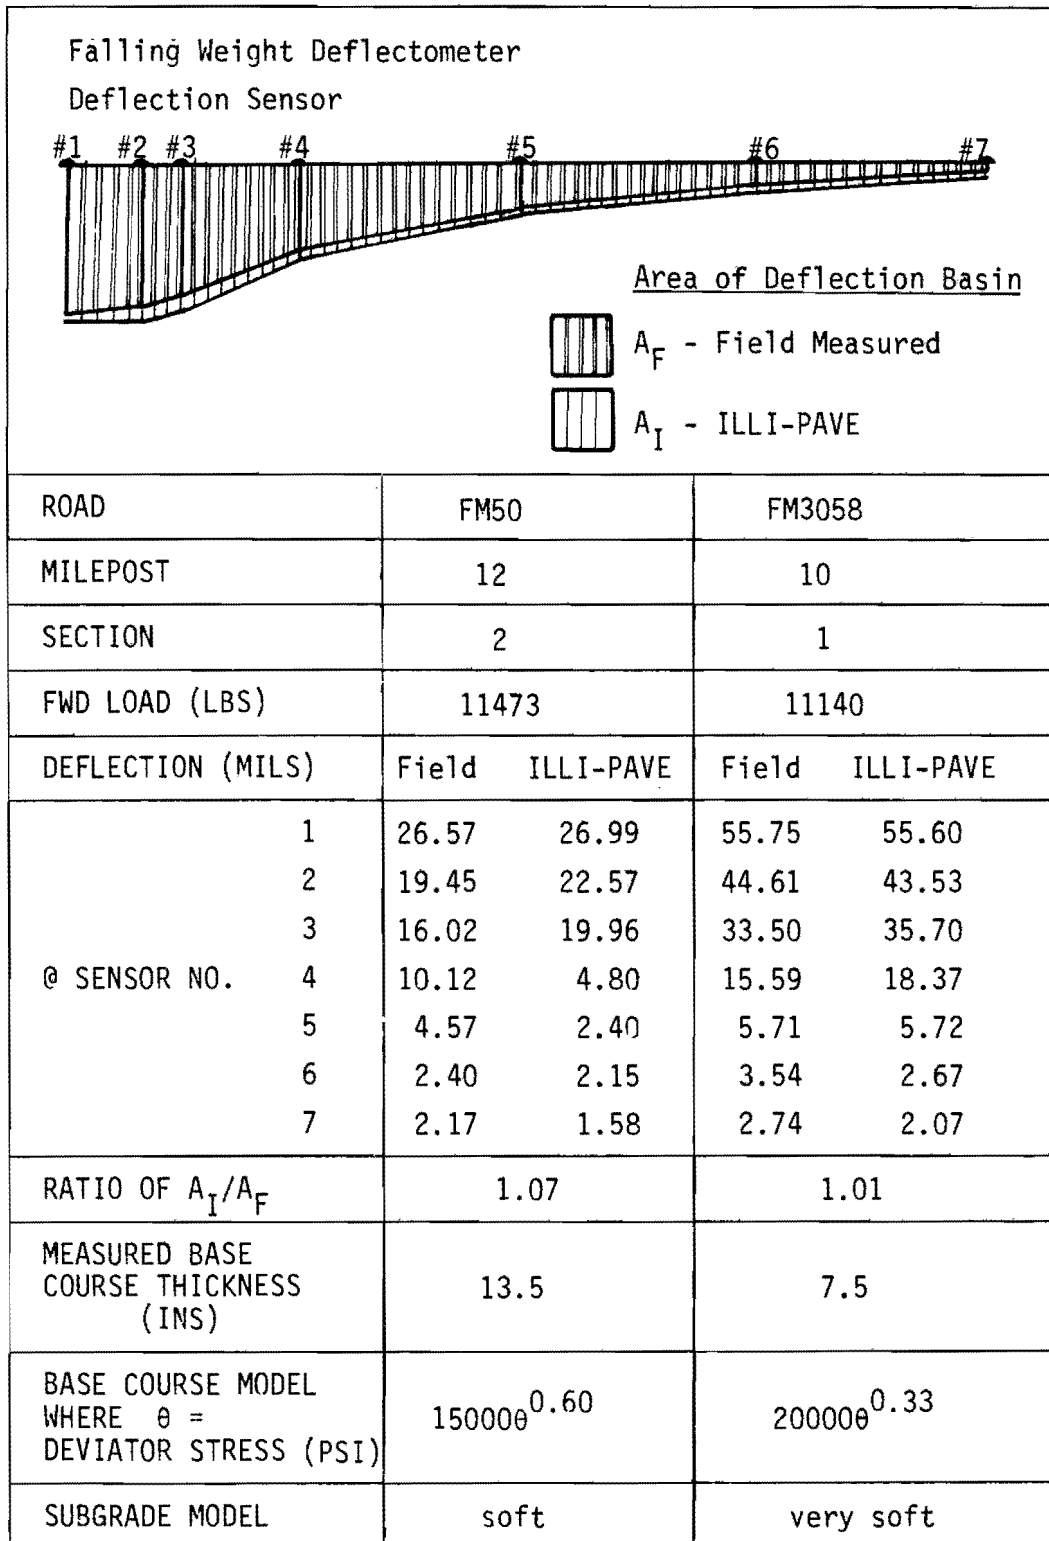 Falling Weight Deflectometer
Deflection Sensor
#1 #2 #3 #4 #5 #6 #7
Area of Deflection Basin
A_F - Field Measured
A_I - ILLI-PAVE
ROAD FM50 FM3058
MILEPOST 12 10
SECTION 2 1
FWD LOAD (LBS) 11473 11140
DEFLECTION (MILS) Field ILLI-PAVE Field ILLI-PAVE
1 26.57 26.99 55.75 55.60
2 19.45 22.57 44.61 43.53
3 16.02 19.96 33.50 35.70
@ SENSOR NO. 4 10.12 4.80 15.59 18.37
5 4.57 2.40 5.71 5.72
6 2.40 2.15 3.54 2.67
7 2.17 1.58 2.74 2.07
RATIO OF A_I/A_F 1.07 1.01
MEASURED BASE
COURSE THICKNESS 13.5 7.5
(INS)
BASE COURSE MODEL
WHERE θ = 15000θ^0.60 20000θ^0.33
DEVIATOR STRESS (PSI)
SUBGRADE MODEL soft very soft